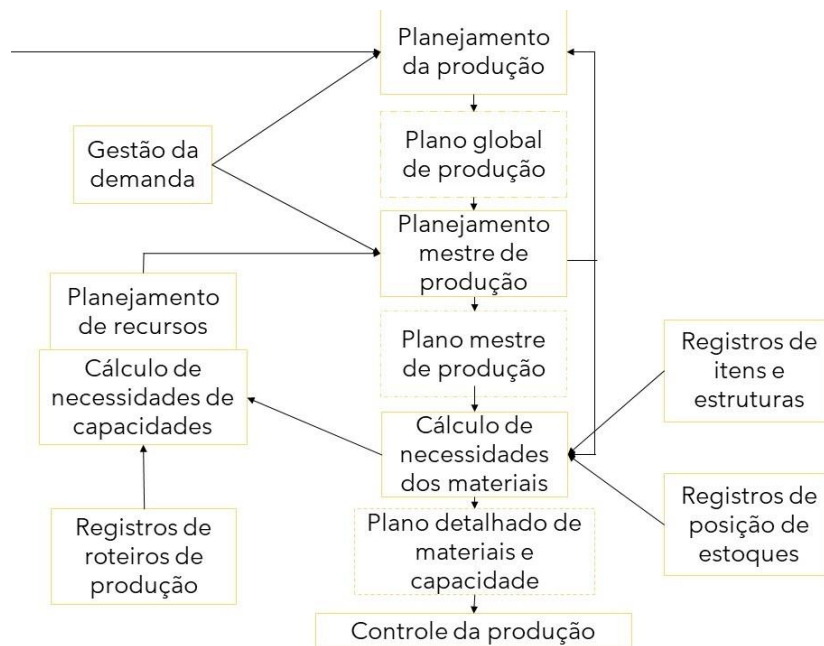 Planejamento
da produção
Plano global
de produção
Gestão da
demanda
Planejamento
mestre de
produção
Planejamento
de recursos
Plano mestre
de produção
Registros de
itens e
estruturas
Cálculo de
necessidades de
capacidades
Cálculo de
necessidades
dos materiais
Registros de
roteiros de
produção
Plano detalhado de
materiais e
capacidade
Registros de
posição de
estoques
Controle da produção